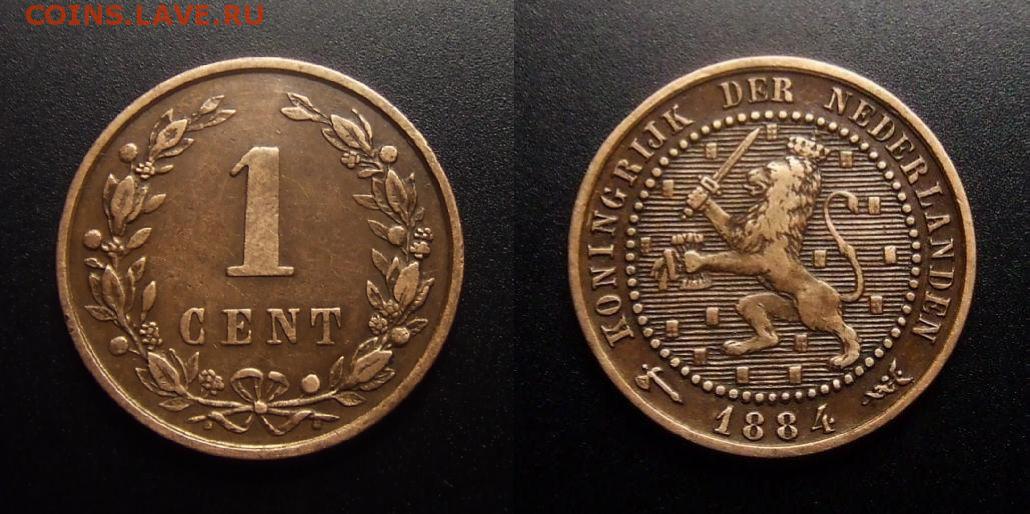 COINS.LAVE.RU
1
CENT
KONINGRIJK DER NEDERLANDEN
1884